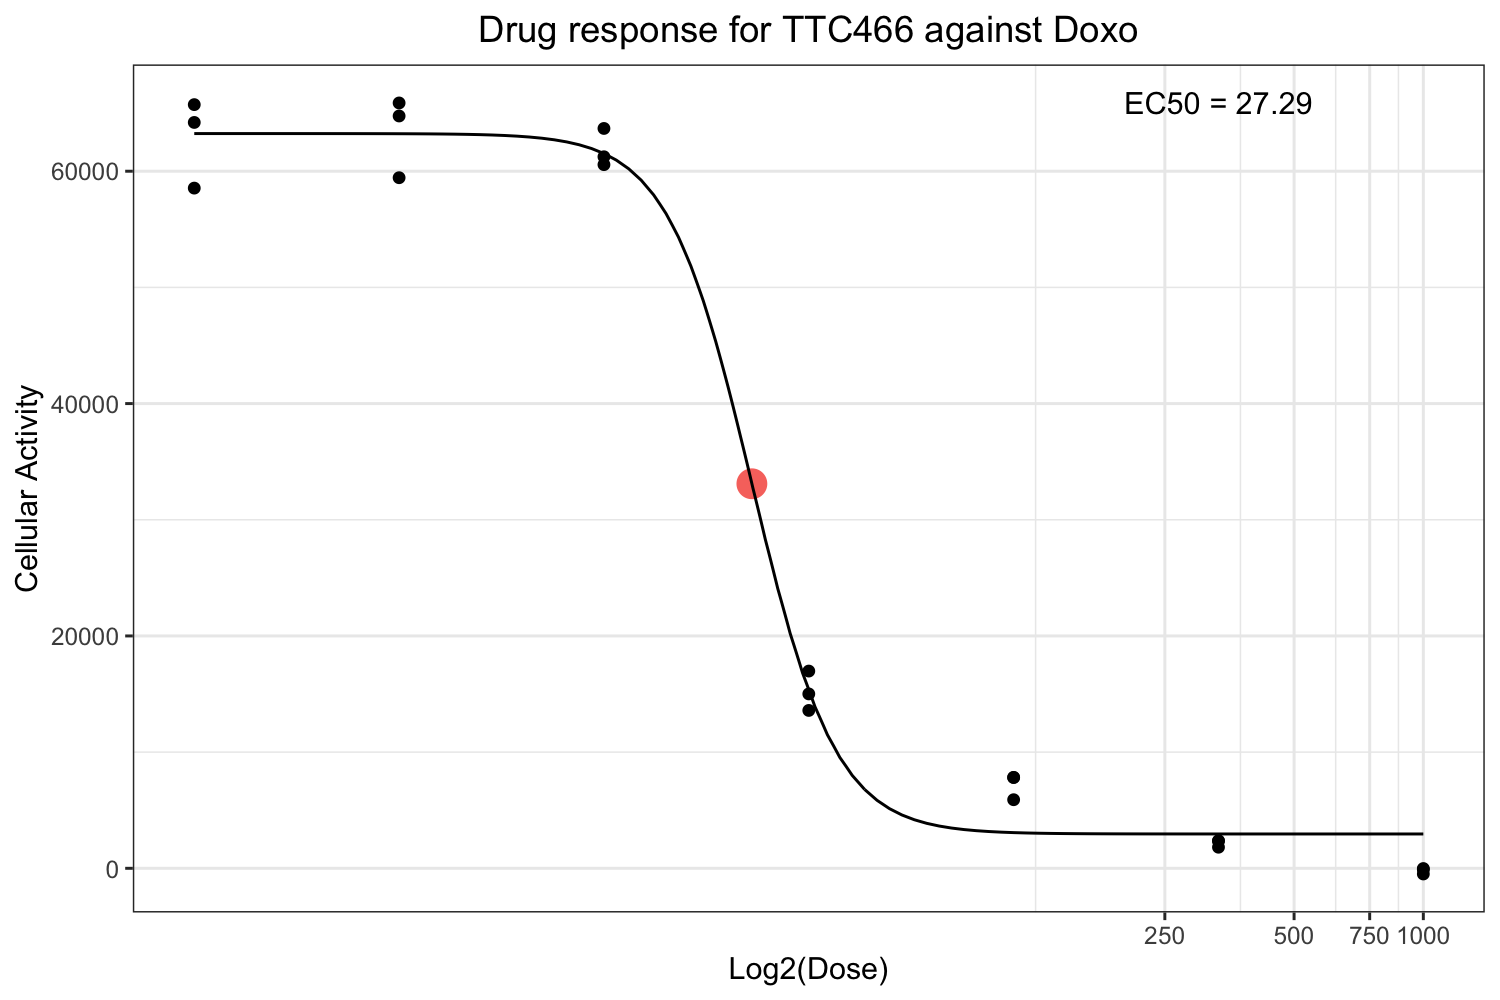 Drug response for TTC466 against Doxo
EC50 = 27.29
60000
40000
20000
0
Cellular Activity
250 500 750 1000
Log2(Dose)